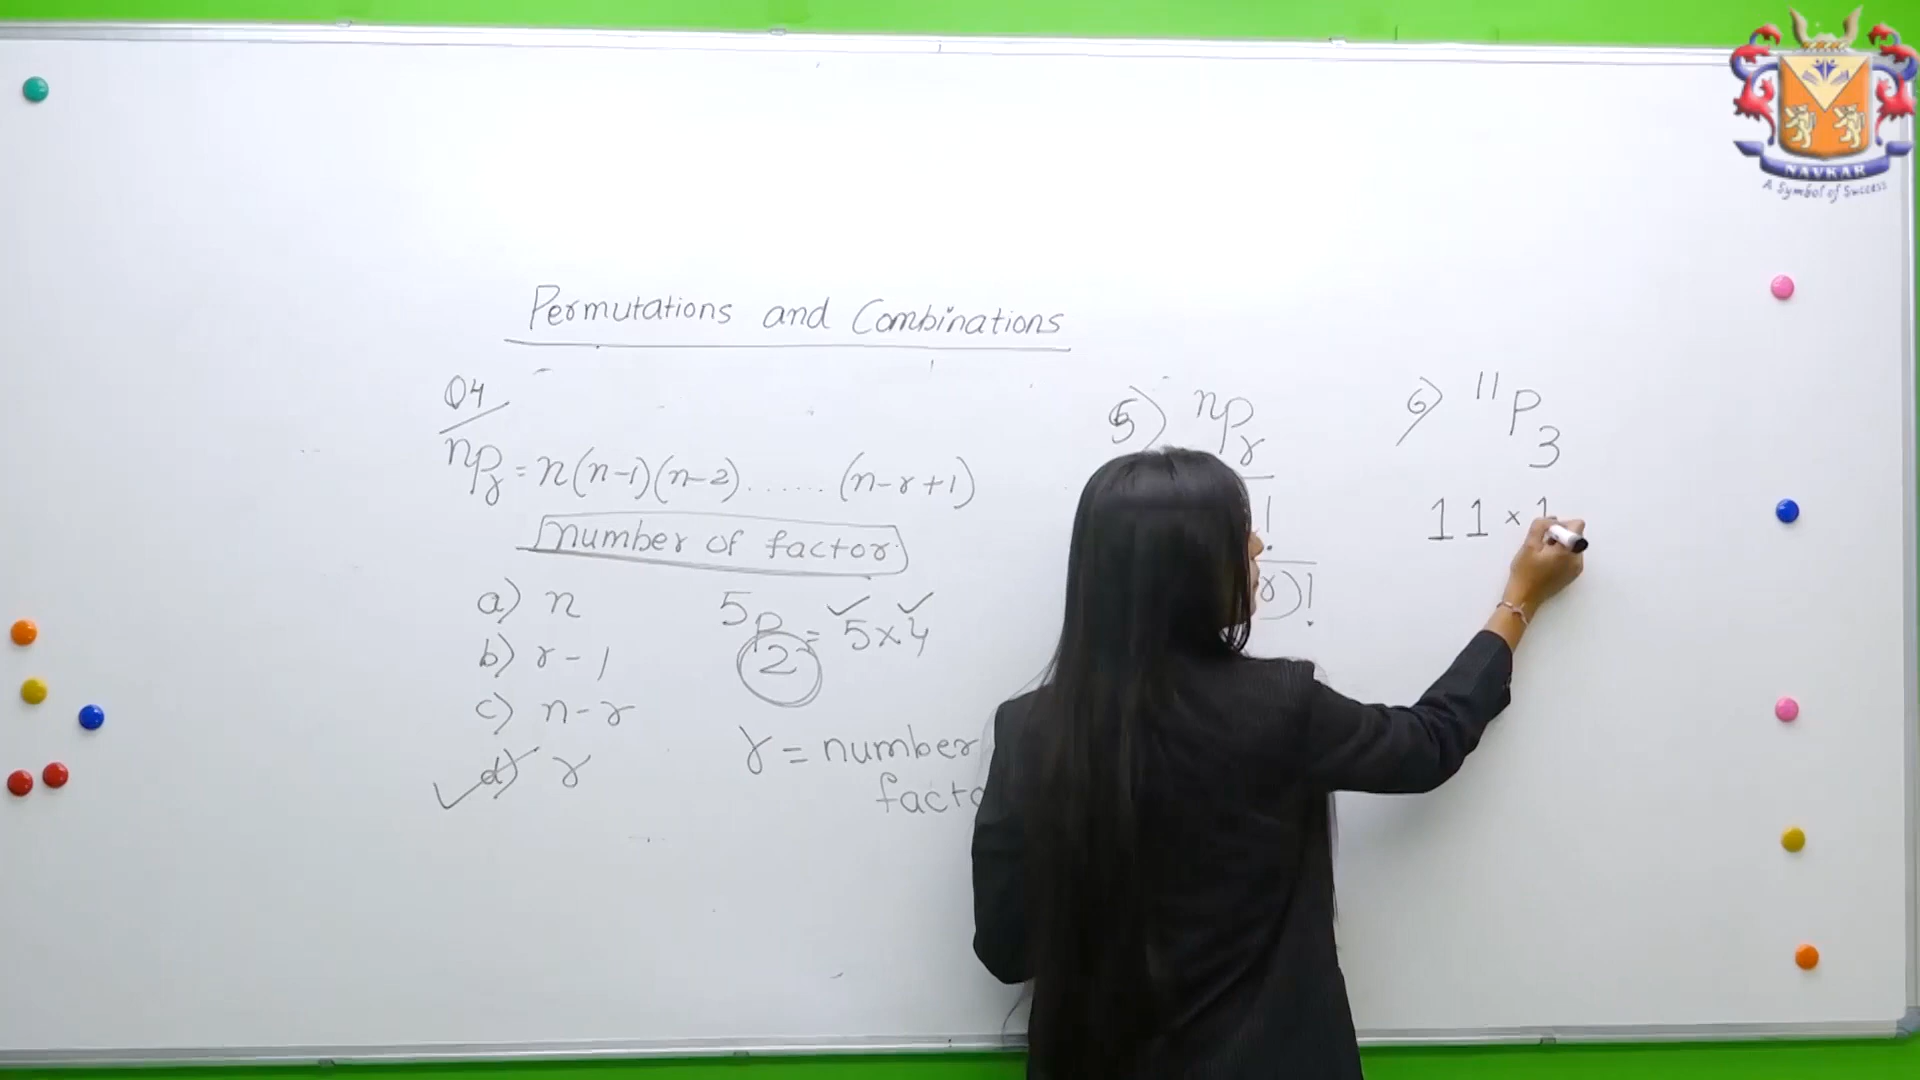 NAVKAR
A Symbol of Success
Permutations and Combinations
Q4
nPr = n(n-1)(n-2)......(n-r+1)
number of factor.
a) n
b) r-1
c) n-r
d) r
5P2 = 5×4
r = number
facto
5) nPr
!
r)!
6) 11P3
11×1